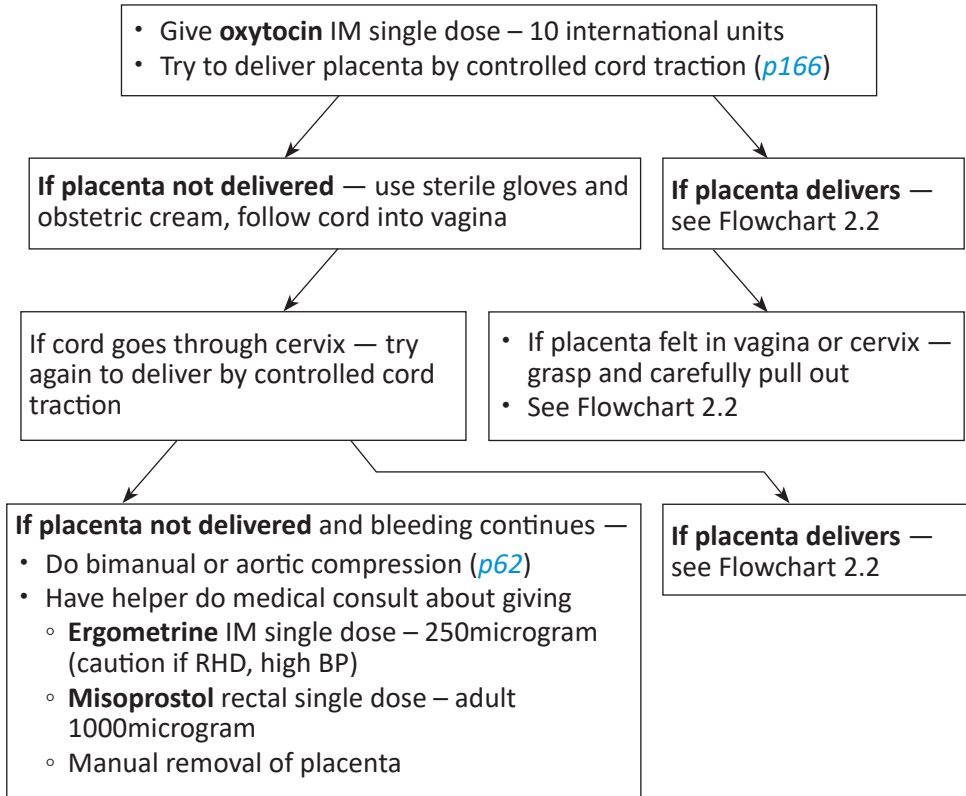 • Give oxytocin IM single dose – 10 international units
• Try to deliver placenta by controlled cord traction (p166)
If placenta not delivered — use sterile gloves and
obstetric cream, follow cord into vagina
If placenta delivers —
see Flowchart 2.2
If cord goes through cervix — try
again to deliver by controlled cord
traction
• If placenta felt in vagina or cervix —
grasp and carefully pull out
• See Flowchart 2.2
If placenta not delivered and bleeding continues —
• Do bimanual or aortic compression (p62)
• Have helper do medical consult about giving
◦ Ergometrine IM single dose – 250microgram
(caution if RHD, high BP)
◦ Misoprostol rectal single dose – adult
1000microgram
◦ Manual removal of placenta
If placenta delivers —
see Flowchart 2.2